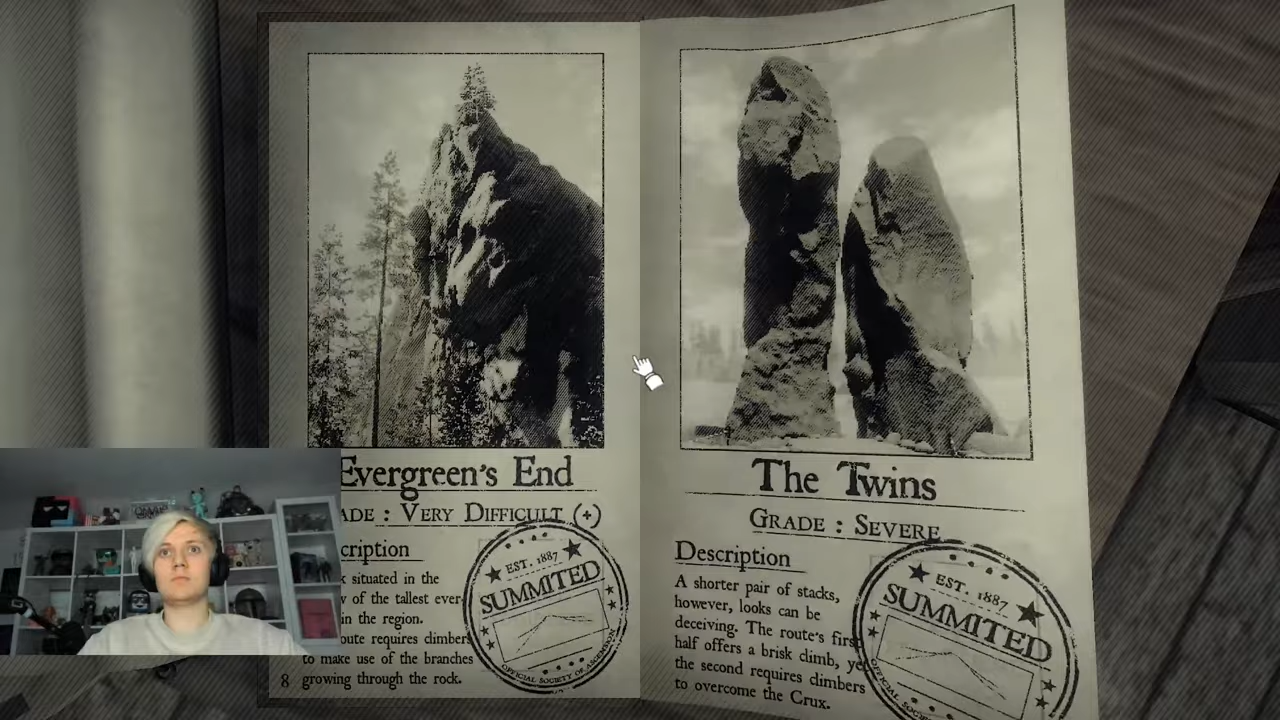 Evergreen's End
ADE : VERY DIFFICULT (+)
cription
EST. 1887
SUMMITED
OFFICIAL SOCIETY OF ASCENTION
k situated in the
w of the tallest ever-
in the region.
oute requires climbers
to make use of the branches
growing through the rock.
8
The Twins
GRADE : SEVERE
Description
EST. 1887
SUMMITED
OFFICIAL
A shorter pair of stacks,
however, looks can be
deceiving. The route's first
half offers a brisk climb, yet
the second requires climbers
to overcome the Crux.